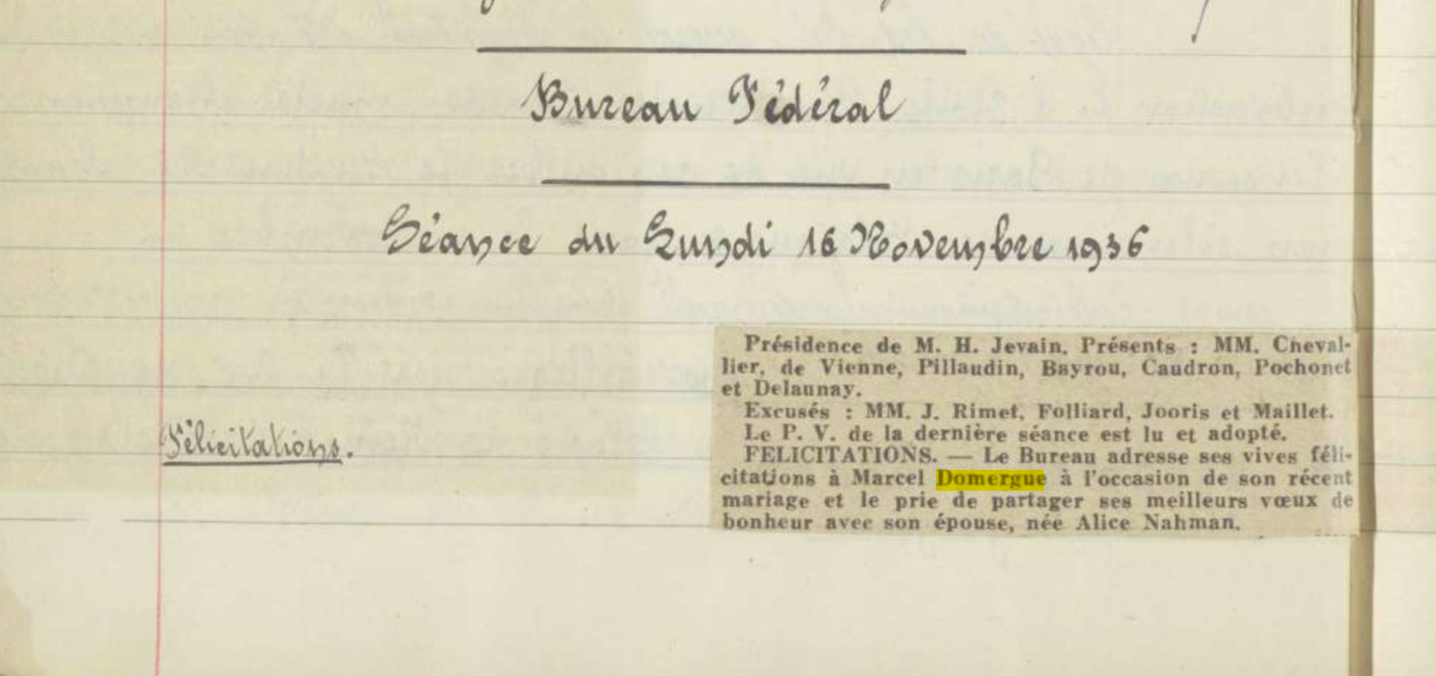 Bureau Fédéral
Séance du Lundi 16 Novembre 1936
Présidence de M. H. Jevain. Présents : MM. Cheval-
lier, de Vienne, Pillaudin, Bayrou, Caudron, Pochonet
et Delaunay.
Excusés : MM. J. Rimet, Folliard, Jooris et Maillet.
Le P. V. de la dernière séance est lu et adopté.
Félicitations.
FELICITATIONS. — Le Bureau adresse ses vives féli-
citations à Marcel Domergue à l'occasion de son récent
mariage et le prie de partager ses meilleurs vœux de
bonheur avec son épouse, née Alice Nahman.